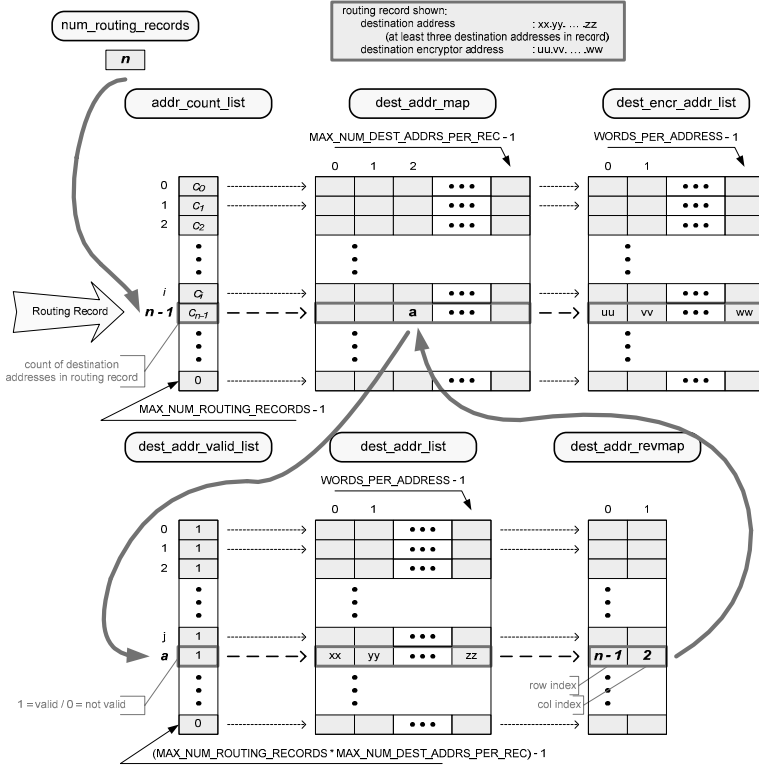 num_routing_records
n
routing record shown:
destination address : xx.yy. … .zz
(at least three destination addresses in record)
destination encryptor address : uu.vv. … .ww
addr_count_list
dest_addr_map
dest_encr_addr_list
MAX_NUM_DEST_ADDRS_PER_REC - 1
WORDS_PER_ADDRESS - 1
0 1 2
0 1
0 C0
1 C1
2 C2
i Ci
Routing Record
n - 1 Cn-1 a uu vv ww
count of destination
addresses in routing record
0
MAX_NUM_ROUTING_RECORDS - 1
dest_addr_valid_list
dest_addr_list
dest_addr_revmap
WORDS_PER_ADDRESS - 1
0 1
0 1
0 1
1 1
2 1
j 1
a 1 xx yy zz n - 1 2
row index
col index
1 = valid / 0 = not valid
0
(MAX_NUM_ROUTING_RECORDS * MAX_NUM_DEST_ADDRS_PER_REC) - 1